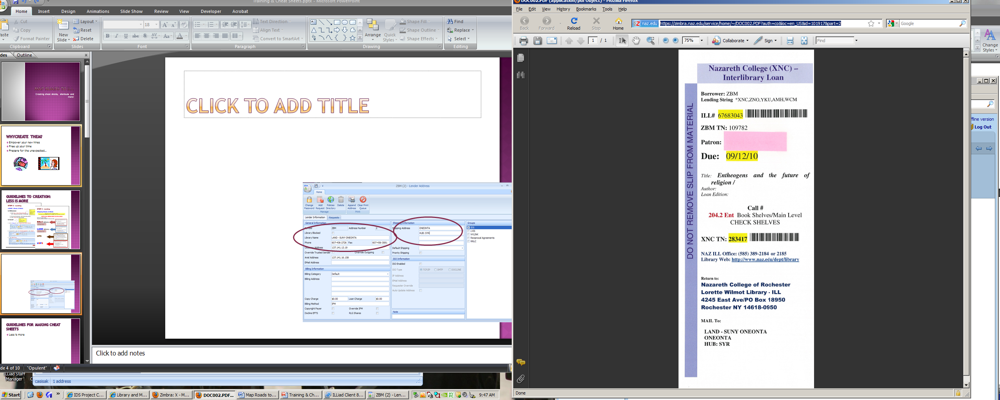 Training & Cheat Sheets.pptx - Microsoft PowerPoint
Home Insert Design Animations Slide Show Review View Developer Acrobat
Cut
Copy
Format Painter
Clipboard
New Slide
Layout
Reset
Delete
Slides
18
Font
Text Direction
Align Text
Convert to SmartArt
Paragraph
Arrange
Quick Styles
Shape Fill
Shape Outline
Shape Effects
Drawing
Find
Replace
Select
Editing
Outline
MAP ROADS TO ILL
Creating cheat sheets, shortcuts and more!
WHYCREATE THEM?
Empower your new hires
Free up your time
Prepare for the unexpected...
GUIDELINES TO CREATION:
LESS IS MORE
STEP 2 - Lending
STEP 3 - Lending
RRLC delivery
LAND delivery
UPS
USPS
GUIDELINES FOR MAKING CHEAT
SHEETS
Less is more
CLICK TO ADD TITLE
ZBM (2) - Lender Address
Home
Change Password
Add Request
Policies Directory
Delete
Append Address
Clear Print Queue
Manage
Print
Lender Information Requests
General Information
Symbol ZBM Address Number 2
Library Blocked
Library Name LAND - SUNY ONEONTA
Phone 607-436-2726 Fax 607-436-3081
Odyssey Address 137.141.13.19
Override Trusted Sender Override Outgoing
Ariel Address 137.141.16.158
EMail Address
Billing Information
Billing Category Default
Billing Address
Copy Charge $0.00 Loan Charge $0.00
Billing Method IFM
Copyright Payer Override IFM
Docline EFTS RLG Shares
Shipping Information
Shipping Address ONEONTA
HUB: SYR
Default Shipping
Priority Shipping
ISO Information
ISO Enabled
ISO Type TCP/IP SMTP DOCLINE
IP Address
EMail Address
Requester Override
Auto Update Address
Note
Groups
IDS
LVIS
NYLINK
Reciprocal Agreements
RRLC
Click to add notes
de 4 of 10 "Opulent"
ILLiad Staff
Manager
casisak 1 address
Start
IDS Project C...
Library and M...
Zimbra: X - M...
DOC002.PDF...
Map Roads to...
Training & Ch...
ILLiad Client 8...
ZBM (2) - Len...
9:47 AM
DOC002.PDF (application/pdf Object) - Mozilla Firefox
File Edit View History Bookmarks Tools Help
Back Forward Reload Stop Home
naz.edu https://zimbra.naz.edu/service/home/~/DOC002.PDF?auth=co&loc=en_US&id=101917&part=2
Google
1 / 1
75%
Collaborate
Sign
Find
Nazareth College (XNC) –
Interlibrary Loan
DO NOT REMOVE SLIP FROM MATERIAL
Borrower: ZBM
Lending String *XNC,ZNO,YKU,AMH,WCM
ILL# 67683043
ZBM TN: 109782
Patron:
Due: 09/12/10
Title: Entheogens and the future of
religion /
Author:
Loan Edition:
Call #
204.2 Ent Book Shelves/Main Level
CHECK SHELVES
XNC TN: 283417
NAZ ILL Office: (585) 389-2184 or 2185
Library Web: http://www.naz.edu/dept/library
Return to:
Nazareth College of Rochester
Lorette Wilmot Library - ILL
4245 East Ave/PO Box 18950
Rochester NY 14618-0950
MAIL To:
LAND - SUNY ONEONTA
ONEONTA
HUB: SYR
Done
Change
Styles
ffline version
Log Out